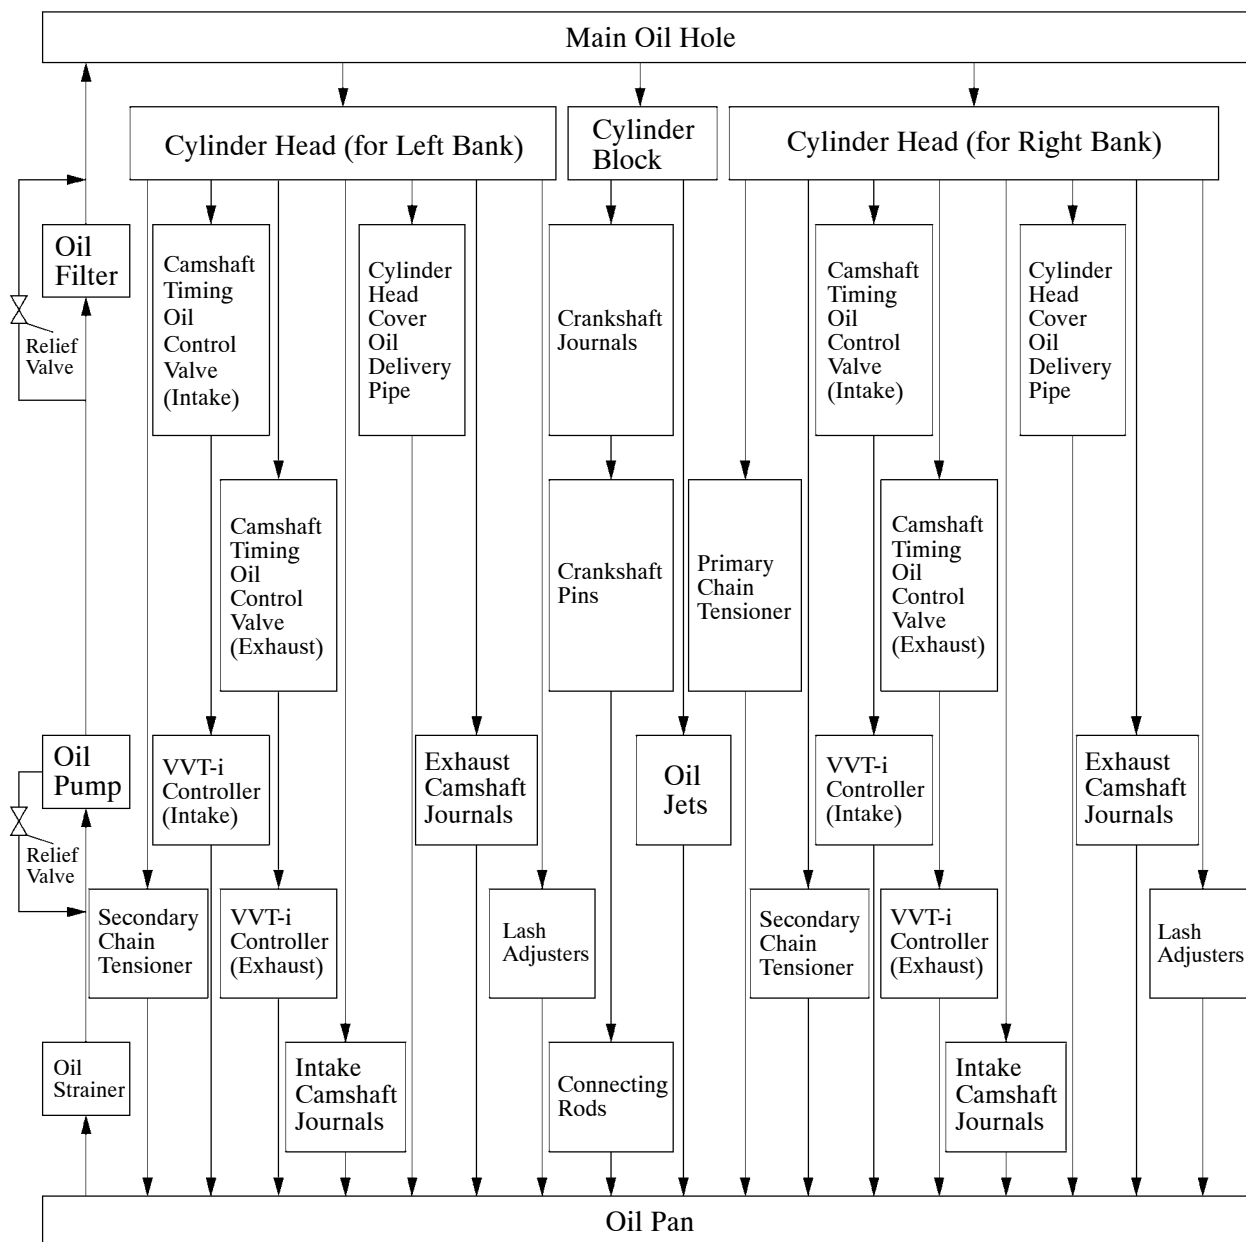 Main Oil Hole
Cylinder Head (for Left Bank)
Cylinder
Block
Cylinder Head (for Right Bank)
Oil
Filter
Relief
Valve
Camshaft
Timing
Oil
Control
Valve
(Intake)
Cylinder
Head
Cover
Oil
Delivery
Pipe
Crankshaft
Journals
Camshaft
Timing
Oil
Control
Valve
(Intake)
Cylinder
Head
Cover
Oil
Delivery
Pipe
Camshaft
Timing
Oil
Control
Valve
(Exhaust)
Crankshaft
Pins
Primary
Chain
Tensioner
Camshaft
Timing
Oil
Control
Valve
(Exhaust)
Oil
Pump
Relief
Valve
VVT-i
Controller
(Intake)
Exhaust
Camshaft
Journals
Oil
Jets
VVT-i
Controller
(Intake)
Exhaust
Camshaft
Journals
Secondary
Chain
Tensioner
VVT-i
Controller
(Exhaust)
Lash
Adjusters
Secondary
Chain
Tensioner
VVT-i
Controller
(Exhaust)
Lash
Adjusters
Oil
Strainer
Intake
Camshaft
Journals
Connecting
Rods
Intake
Camshaft
Journals
Oil Pan